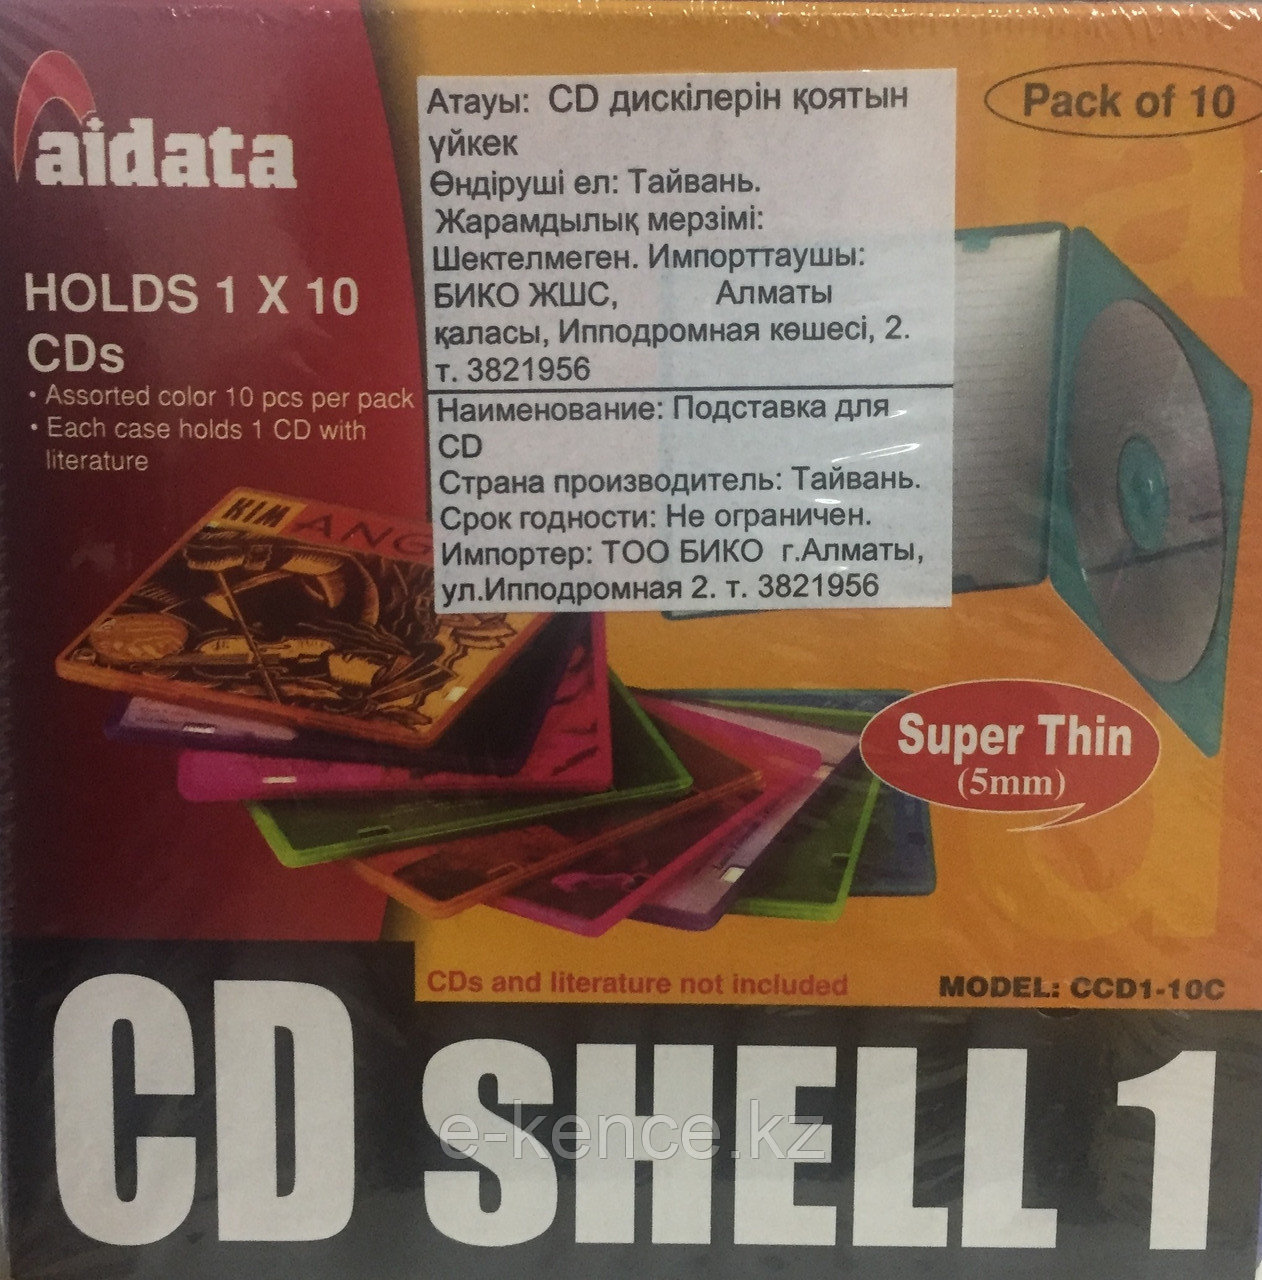 aidata
Pack of 10
HOLDS 1 X 10
CDs
• Assorted color 10 pcs per pack
• Each case holds 1 CD with
literature
Атауы: CD дискілерін қоятын
үйкек
Өндіруші ел: Тайвань.
Жарамдылық мерзімі:
Шектелмеген. Импорттаушы:
БИКО ЖШС, Алматы
қаласы, Ипподромная көшесі, 2.
т. 3821956
Наименование: Подставка для
CD
Страна производитель: Тайвань.
Срок годности: Не ограничен.
Импортер: ТОО БИКО г.Алматы,
ул.Ипподромная 2. т. 3821956
KIM ANG
Super Thin
(5mm)
CDs and literature not included
MODEL: CCD1-10C
CD SHELL 1
e-kence.kz